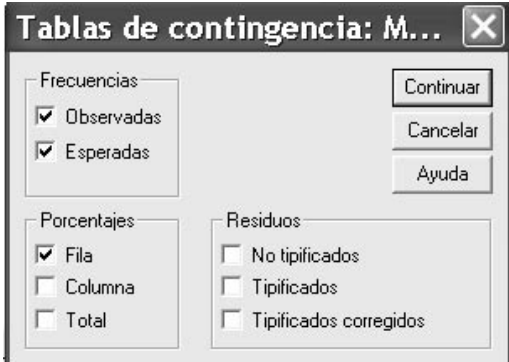 Tablas de contingencia: M...
Frecuencias
Observadas
Esperadas
Continuar
Cancelar
Ayuda
Porcentajes
Fila
Columna
Total
Residuos
No tipificados
Tipificados
Tipificados corregidos